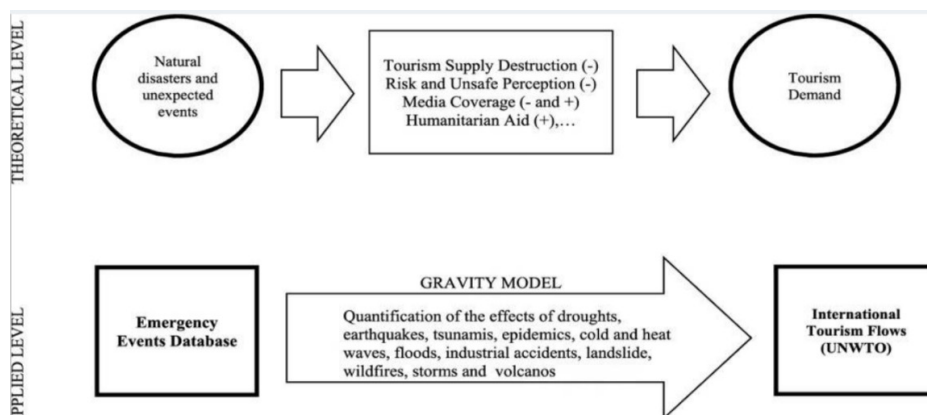 THEORETICAL LEVEL
Natural
disasters and
unexpected
events
Tourism Supply Destruction (-)
Risk and Unsafe Perception (-)
Media Coverage (- and +)
Humanitarian Aid (+),…
Tourism
Demand
PPLIED LEVEL
Emergency
Events Database
GRAVITY MODEL
Quantification of the effects of droughts,
earthquakes, tsunamis, epidemics, cold and heat
waves, floods, industrial accidents, landslide,
wildfires, storms and volcanos
International
Tourism Flows
(UNWTO)